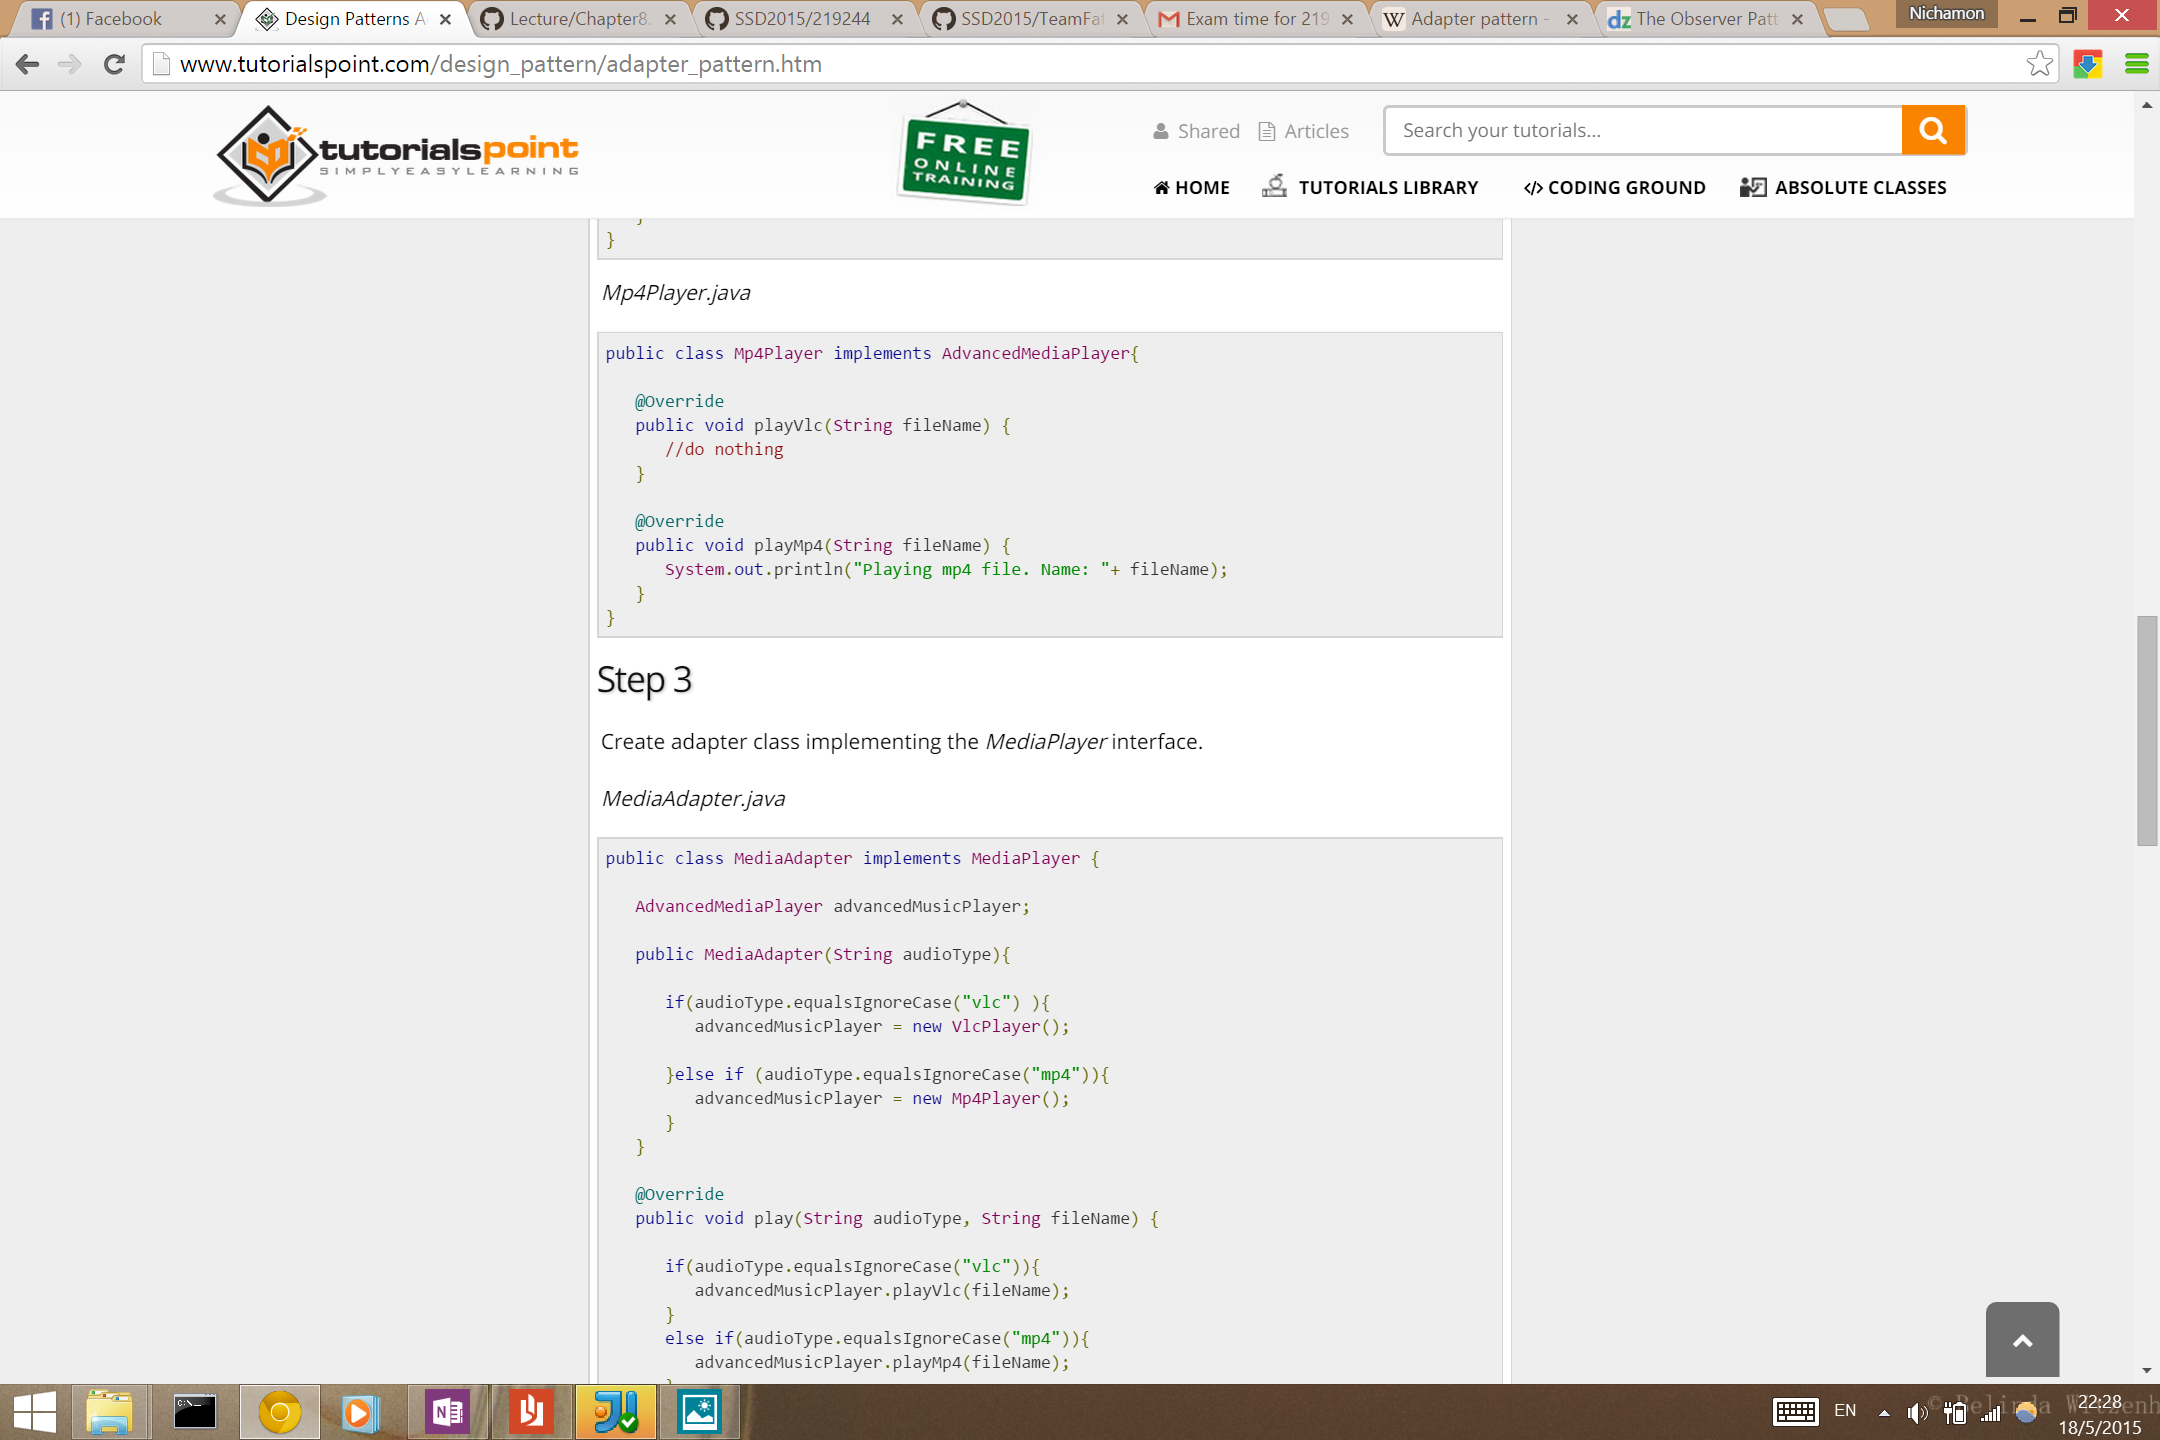 (1) Facebook
Design Patterns A
Lecture/Chapter8.
SSD2015/219244
SSD2015/TeamFat
Exam time for 219
Adapter pattern -
The Observer Patt
Nichamon
www.tutorialspoint.com/design_pattern/adapter_pattern.htm
tutorialspoint
SIMPLYEASYLEARNING
FREE
ONLINE
TRAINING
Shared
Articles
Search your tutorials...
HOME
TUTORIALS LIBRARY
</> CODING GROUND
ABSOLUTE CLASSES
}
}
Mp4Player.java
public class Mp4Player implements AdvancedMediaPlayer{
@Override
public void playVlc(String fileName) {
//do nothing
}
@Override
public void playMp4(String fileName) {
System.out.println("Playing mp4 file. Name: "+ fileName);
}
}
Step 3
Create adapter class implementing the MediaPlayer interface.
MediaAdapter.java
public class MediaAdapter implements MediaPlayer {
AdvancedMediaPlayer advancedMusicPlayer;
public MediaAdapter(String audioType){
if(audioType.equalsIgnoreCase("vlc") ){
advancedMusicPlayer = new VlcPlayer();
}else if (audioType.equalsIgnoreCase("mp4")){
advancedMusicPlayer = new Mp4Player();
}
}
@Override
public void play(String audioType, String fileName) {
if(audioType.equalsIgnoreCase("vlc")){
advancedMusicPlayer.playVlc(fileName);
}
else if(audioType.equalsIgnoreCase("mp4")){
advancedMusicPlayer.playMp4(fileName);
C:\_
EN
22:28
18/5/2015